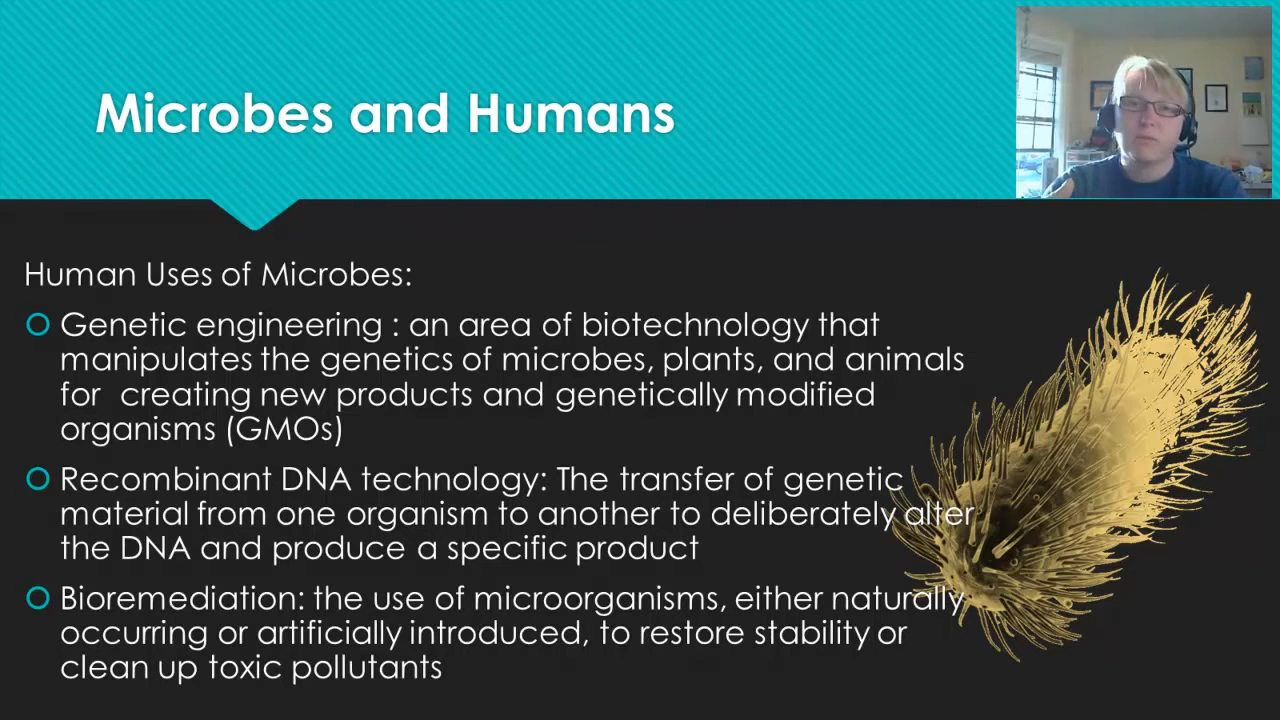 Microbes and Humans
Human Uses of Microbes:
Genetic engineering : an area of biotechnology that
manipulates the genetics of microbes, plants, and animals
for  creating new products and genetically modified
organisms (GMOs)
Recombinant DNA technology: The transfer of genetic
material from one organism to another to deliberately alter
the DNA and produce a specific product
Bioremediation: the use of microorganisms, either naturally
occurring or artificially introduced, to restore stability or
clean up toxic pollutants